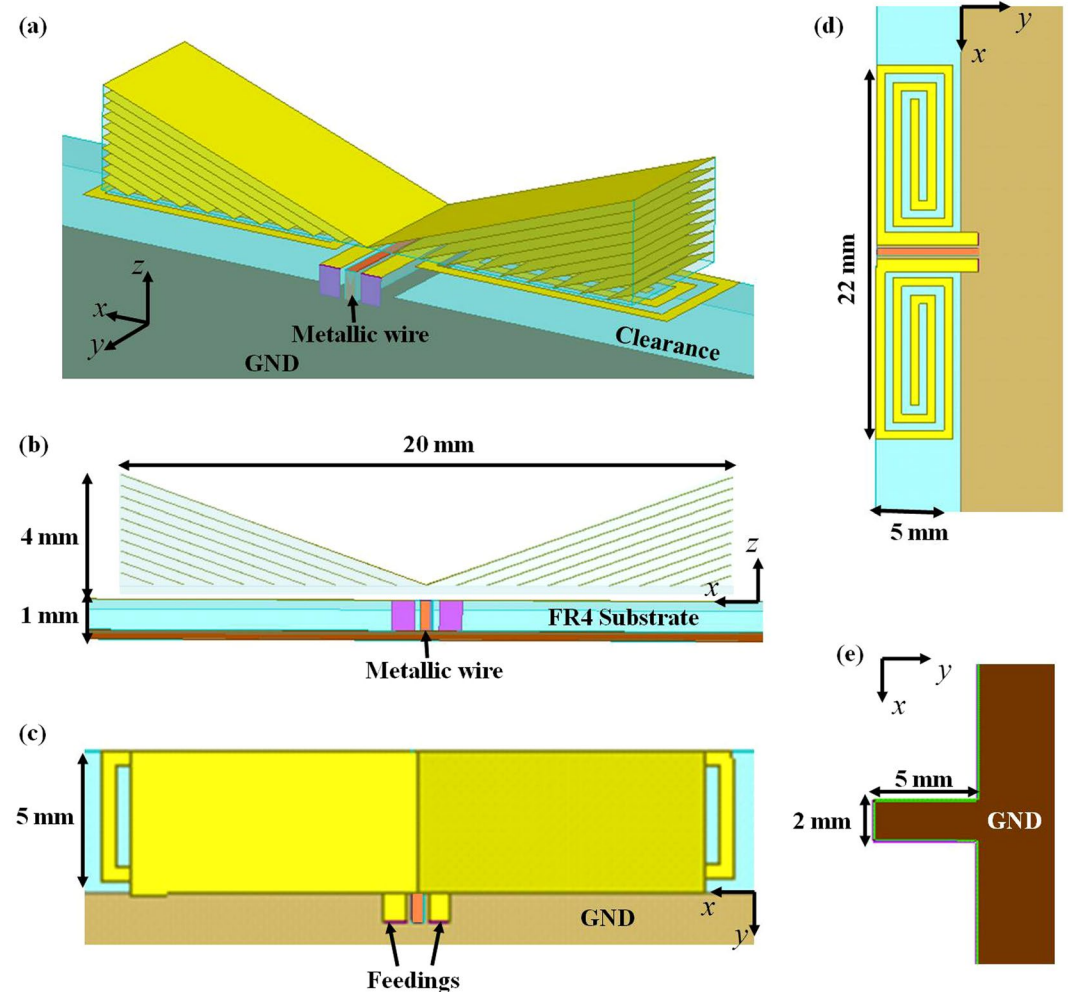 (a)
z
x
y
Metallic wire
GND
Clearance
(b)
20 mm
4 mm
1 mm
z
x
FR4 Substrate
Metallic wire
(c)
5 mm
x
y
GND
Feedings
(d)
y
x
22 mm
5 mm
(e)
y
x
5 mm
2 mm
GND